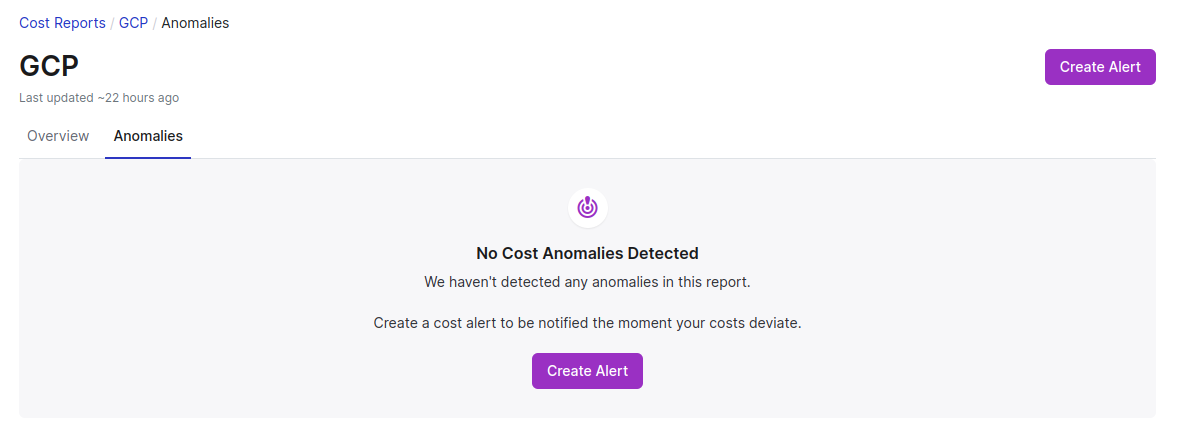 Cost Reports / GCP / Anomalies
GCP
Create Alert
Last updated ~22 hours ago
Overview
Anomalies
No Cost Anomalies Detected
We haven't detected any anomalies in this report.
Create a cost alert to be notified the moment your costs deviate.
Create Alert